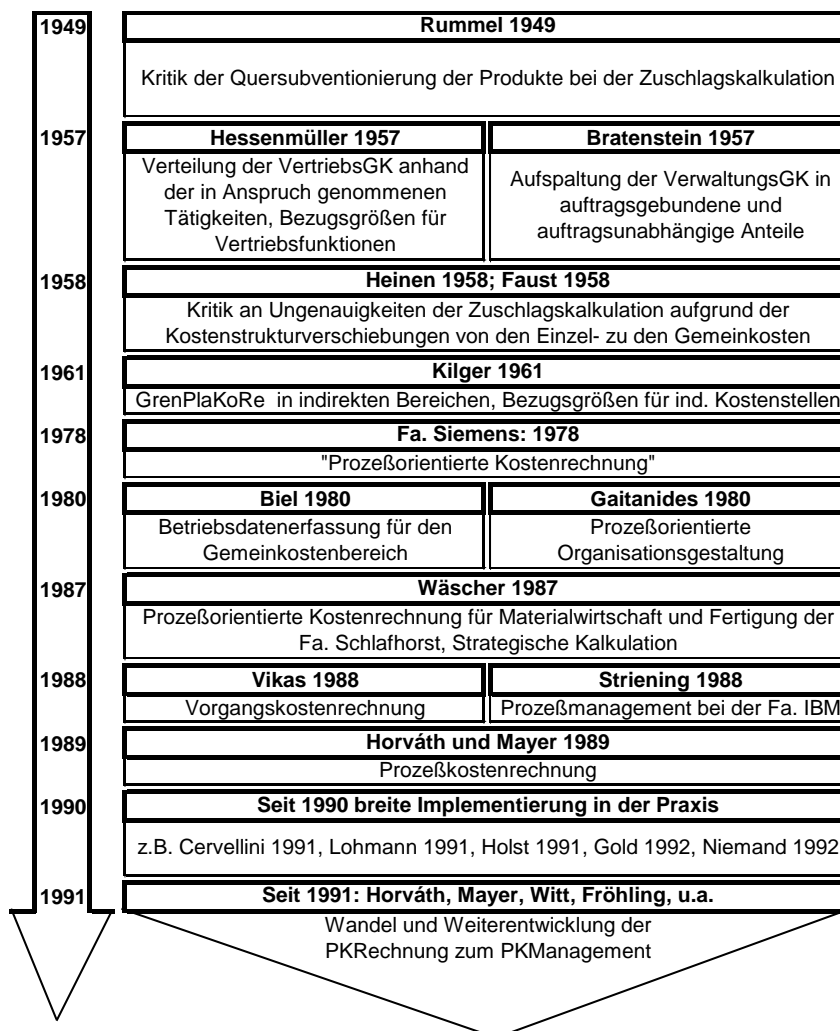 1949
Rummel 1949
Kritik der Quersubventionierung der Produkte bei der Zuschlagskalkulation
1957
Hessenmüller 1957
Verteilung der VertriebsGK anhand
der in Anspruch genommenen
Tätigkeiten, Bezugsgrößen für
Vertriebsfunktionen
Bratenstein 1957
Aufspaltung der VerwaltungsGK in
auftragsgebundene und
auftragsunabhängige Anteile
1958
Heinen 1958; Faust 1958
Kritik an Ungenauigkeiten der Zuschlagskalkulation aufgrund der
Kostenstrukturverschiebungen von den Einzel- zu den Gemeinkosten
1961
Kilger 1961
GrenPlaKoRe in indirekten Bereichen, Bezugsgrößen für ind. Kostenstellen
1978
Fa. Siemens: 1978
"Prozeßorientierte Kostenrechnung"
1980
Biel 1980
Betriebsdatenerfassung für den
Gemeinkostenbereich
Gaitanides 1980
Prozeßorientierte
Organisationsgestaltung
1987
Wäscher 1987
Prozeßorientierte Kostenrechnung für Materialwirtschaft und Fertigung der
Fa. Schlafhorst, Strategische Kalkulation
1988
Vikas 1988
Vorgangskostenrechnung
Striening 1988
Prozeßmanagement bei der Fa. IBM
1989
Horváth und Mayer 1989
Prozeßkostenrechnung
1990
Seit 1990 breite Implementierung in der Praxis
z.B. Cervellini 1991, Lohmann 1991, Holst 1991, Gold 1992, Niemand 1992
1991
Seit 1991: Horváth, Mayer, Witt, Fröhling, u.a.
Wandel und Weiterentwicklung der
PKRechnung zum PKManagement